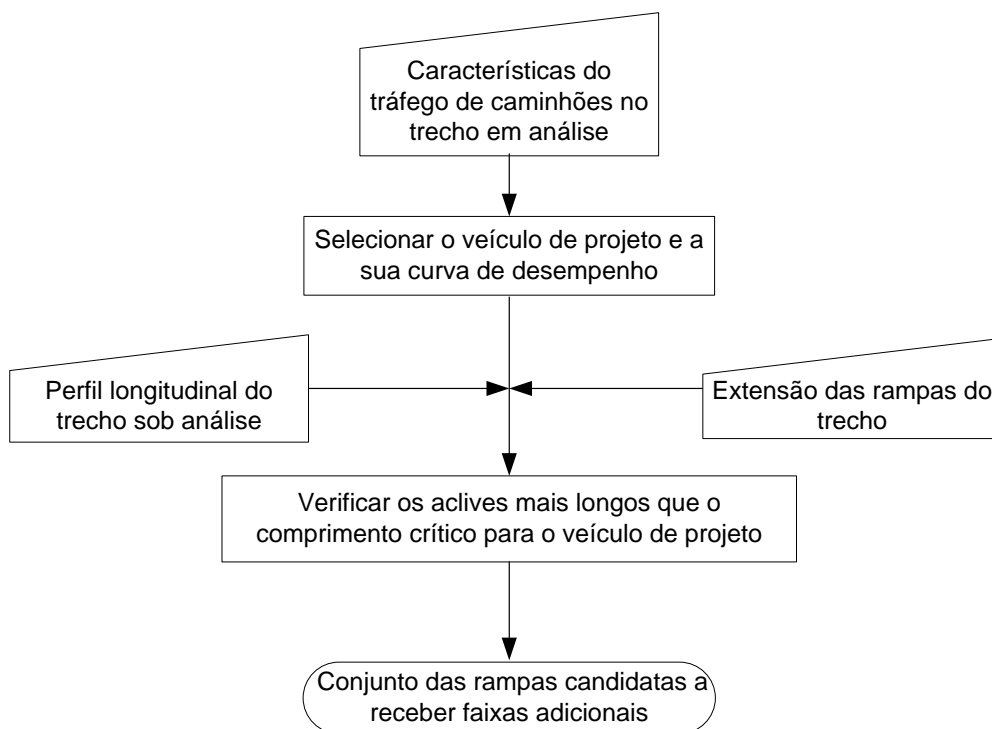 Características do
tráfego de caminhões no
trecho em análise
Selecionar o veículo de projeto e a
sua curva de desempenho
Perfil longitudinal do
trecho sob análise
Extensão das rampas do
trecho
Verificar os aclives mais longos que o
comprimento crítico para o veículo de projeto
Conjunto das rampas candidatas a
receber faixas adicionais